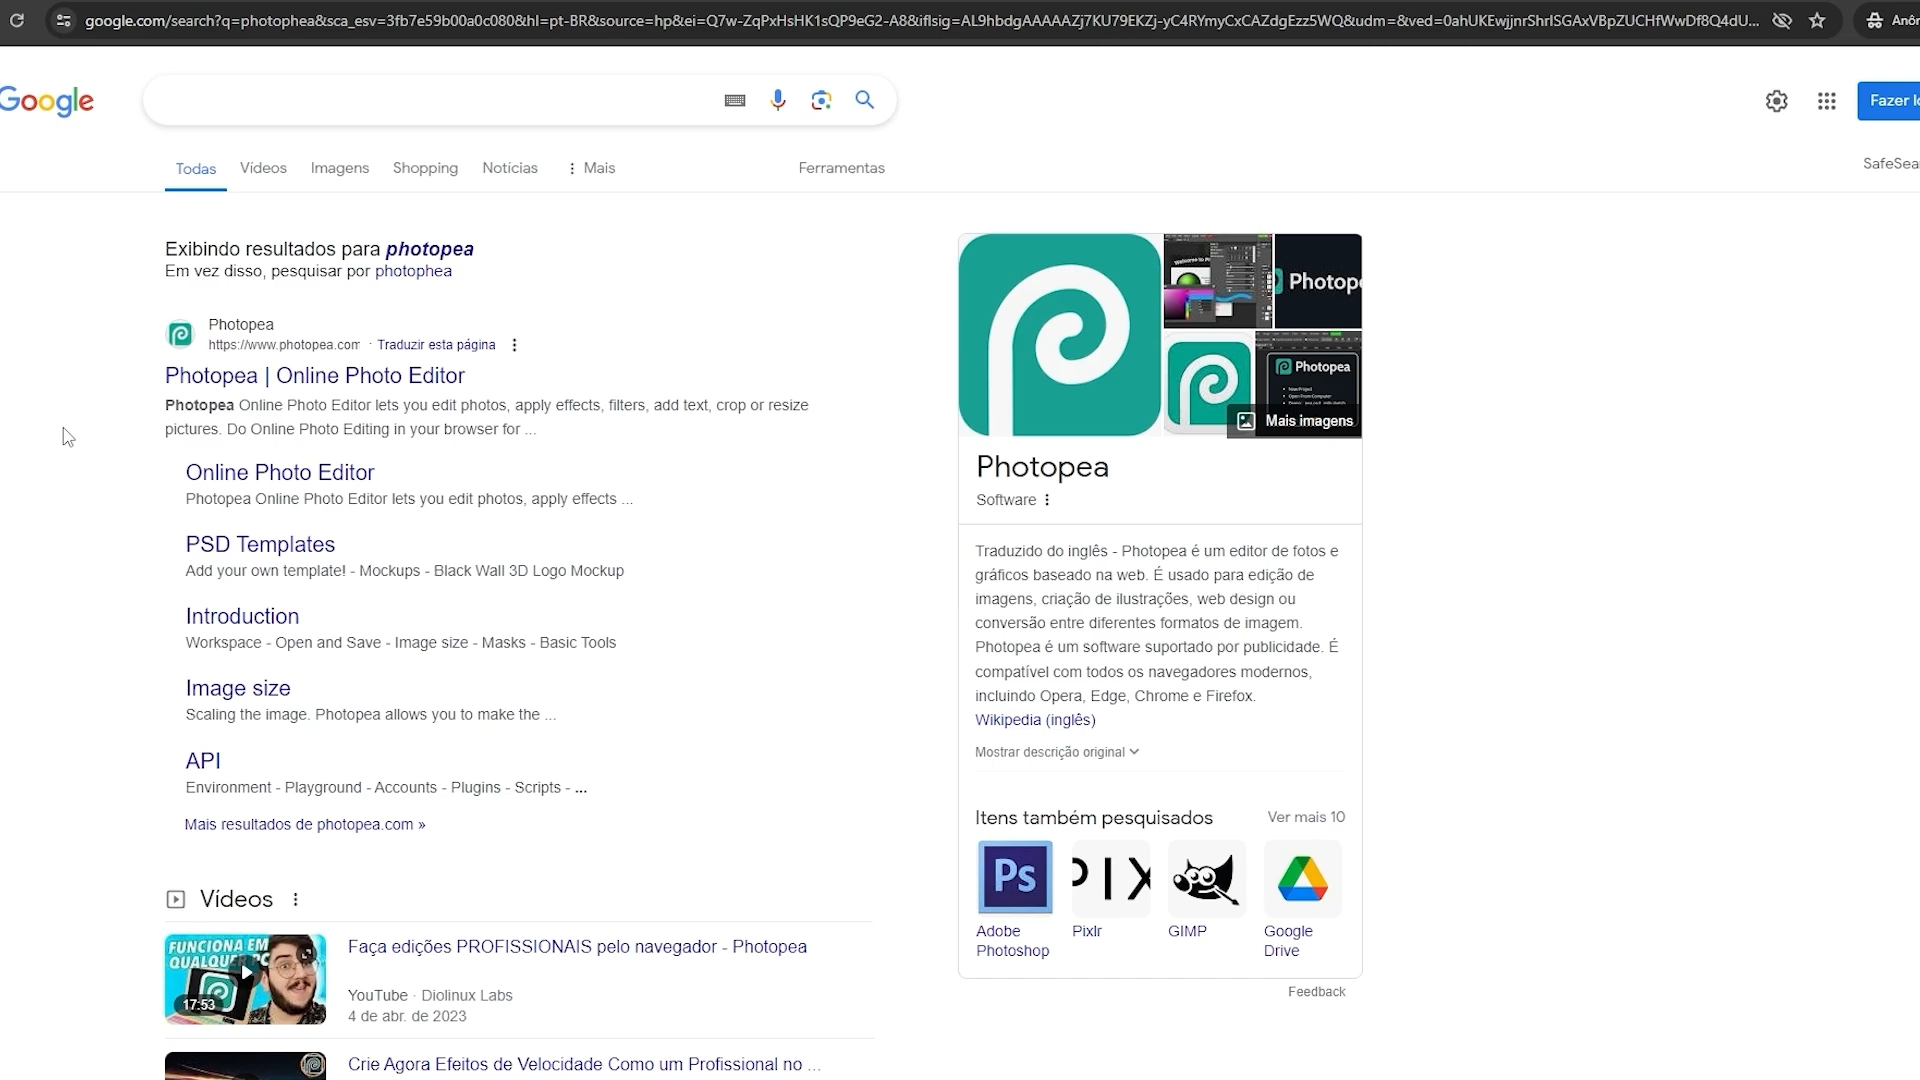 google.com/search?q=photophea&sca_esv=3fb7e59b00a0c080&hl=pt-BR&source=hp&ei=Q7w-ZqPxHsHK1sQP9eG2-A8&iflsig=AL9hbdgAAAAAZj7KU79EKZj-yC4RYmyCxCAZdgEzz5WQ&udm=&ved=0ahUKEwjjnrShrISGAxVBpZUCHfWwDf8Q4dU...
Google
Fazer lo
Todas Vídeos Imagens Shopping Notícias Mais Ferramentas
SafeSea
Exibindo resultados para photopea
Em vez disso, pesquisar por photophea
Photopea
https://www.photopea.com · Traduzir esta página
Photopea | Online Photo Editor
Photopea Online Photo Editor lets you edit photos, apply effects, filters, add text, crop or resize
pictures. Do Online Photo Editing in your browser for ...
Online Photo Editor
Photopea Online Photo Editor lets you edit photos, apply effects ...
PSD Templates
Add your own template! - Mockups - Black Wall 3D Logo Mockup
Introduction
Workspace - Open and Save - Image size - Masks - Basic Tools
Image size
Scaling the image. Photopea allows you to make the ...
API
Environment - Playground - Accounts - Plugins - Scripts - ...
Mais resultados de photopea.com »
Vídeos
FUNCIONA EM
QUALQUER PC
17:53
Faça edições PROFISSIONAIS pelo navegador - Photopea
YouTube · Diolinux Labs
4 de abr. de 2023
Crie Agora Efeitos de Velocidade Como um Profissional no ...
Photop
Photopea
Mais imagens
Photopea
Software
Traduzido do inglês - Photopea é um editor de fotos e
gráficos baseado na web. É usado para edição de
imagens, criação de ilustrações, web design ou
conversão entre diferentes formatos de imagem.
Photopea é um software suportado por publicidade. É
compatível com todos os navegadores modernos,
incluindo Opera, Edge, Chrome e Firefox.
Wikipedia (inglês)
Mostrar descrição original
Itens também pesquisados
Ver mais 10
Ps
PIX
Adobe
Photoshop
Pixlr
GIMP
Google
Drive
Feedback